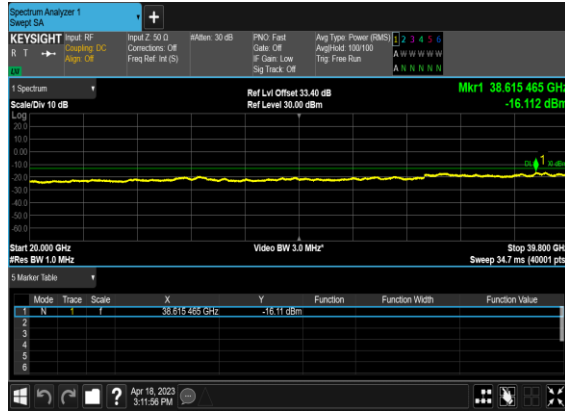 Spectrum Analyzer 1
Swept SA
+
KEYSIGHT Input: RF Input Z: 50 Ω #Atten: 30 dB PNO: Fast Avg Type: Power (RMS) 1 2 3 4 5 6
R T Coupling: DC Corrections: Off Gate: Off Avg|Hold: 100/100 A W W W W W
Align: Off Freq Ref: Int (S) IF Gain: Low Trig: Free Run
Sig Track: Off A N N N N N
1 Spectrum Ref Lvl Offset 33.40 dB Mkr1 38.615 465 GHz
Scale/Div 10 dB Ref Level 30.00 dBm -16.112 dBm
Log
20.0
10.0
0.00
-10.0
-20.0
-30.0
-40.0
-50.0
-60.0
1
Start 20.000 GHz Video BW 3.0 MHz* Stop 39.800 GHz
#Res BW 1.0 MHz Sweep 34.7 ms (40001 pts
5 Marker Table
Mode Trace Scale X Y Function Function Width Function Value
1 N 1 f 38.615 465 GHz -16.11 dBm
2
3
4
5
6
? Apr 18, 2023
3:11:56 PM